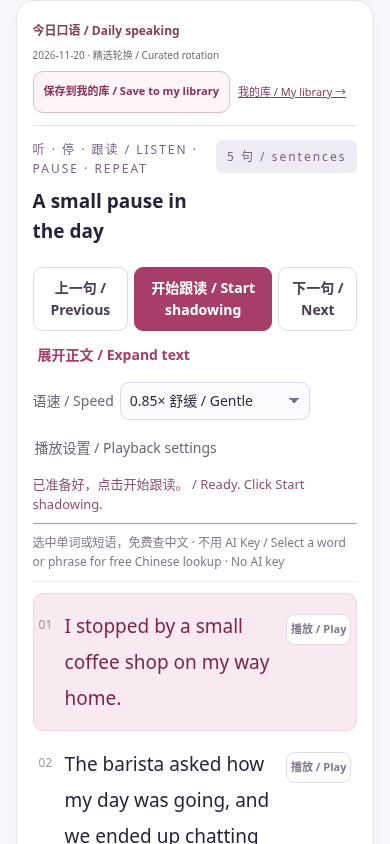 今日口语 / Daily speaking
2026-11-20 · 精选轮换 / Curated rotation
保存到我的库 / Save to my library
我的库 / My library →
听 · 停 · 跟读 / LISTEN ·
PAUSE · REPEAT
5 句 / sentences
A small pause in
the day
上一句 /
Previous
开始跟读 / Start
shadowing
下一句 /
Next
展开正文 / Expand text
语速 / Speed
0.85× 舒缓 / Gentle
播放设置 / Playback settings
已准备好，点击开始跟读。 / Ready. Click Start
shadowing.
选中单词或短语，免费查中文 · 不用 AI Key / Select a word
or phrase for free Chinese lookup · No AI key
01
I stopped by a small
coffee shop on my way
home.
播放 / Play
02
The barista asked how
my day was going, and
we ended up chatting
播放 / Play